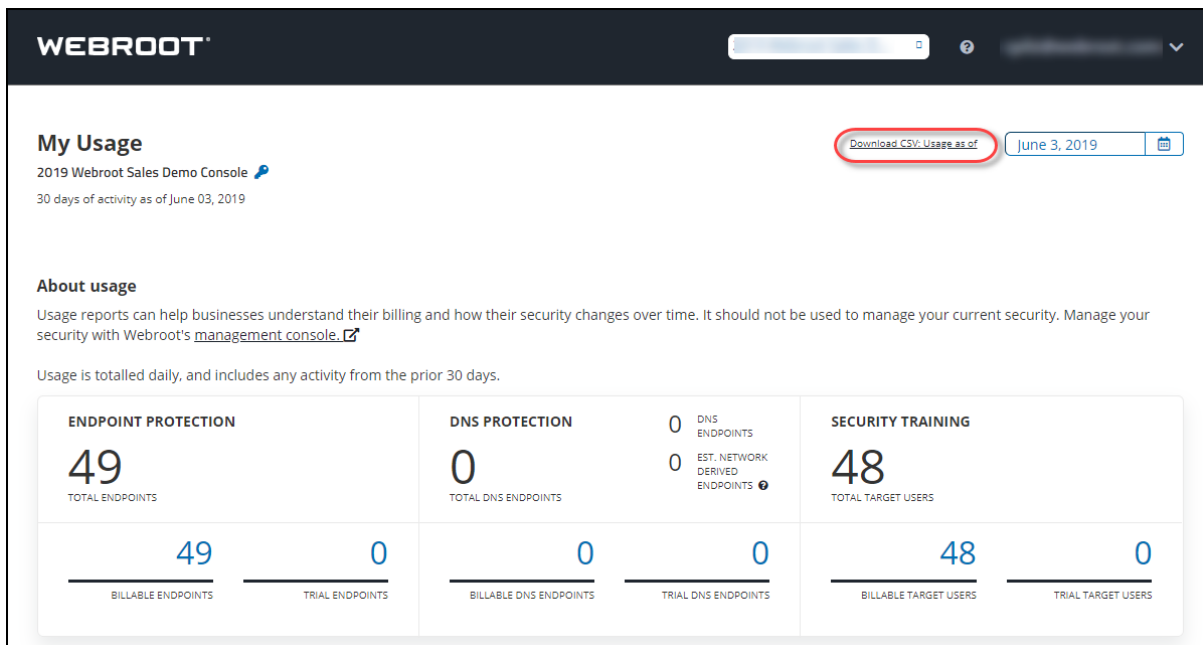 WEBROOT
My Usage
Download CSV: Usage as of
June 3, 2019
2019 Webroot Sales Demo Console
30 days of activity as of June 03, 2019
About usage
Usage reports can help businesses understand their billing and how their security changes over time. It should not be used to manage your current security. Manage your
security with Webroot's management console.
Usage is totalled daily, and includes any activity from the prior 30 days.
ENDPOINT PROTECTION
49
TOTAL ENDPOINTS
49
BILLABLE ENDPOINTS
0
TRIAL ENDPOINTS
DNS PROTECTION
0
TOTAL DNS ENDPOINTS
0
DNS
ENDPOINTS
0
EST. NETWORK
DERIVED
ENDPOINTS
0
BILLABLE DNS ENDPOINTS
0
TRIAL DNS ENDPOINTS
SECURITY TRAINING
48
TOTAL TARGET USERS
48
BILLABLE TARGET USERS
0
TRIAL TARGET USERS